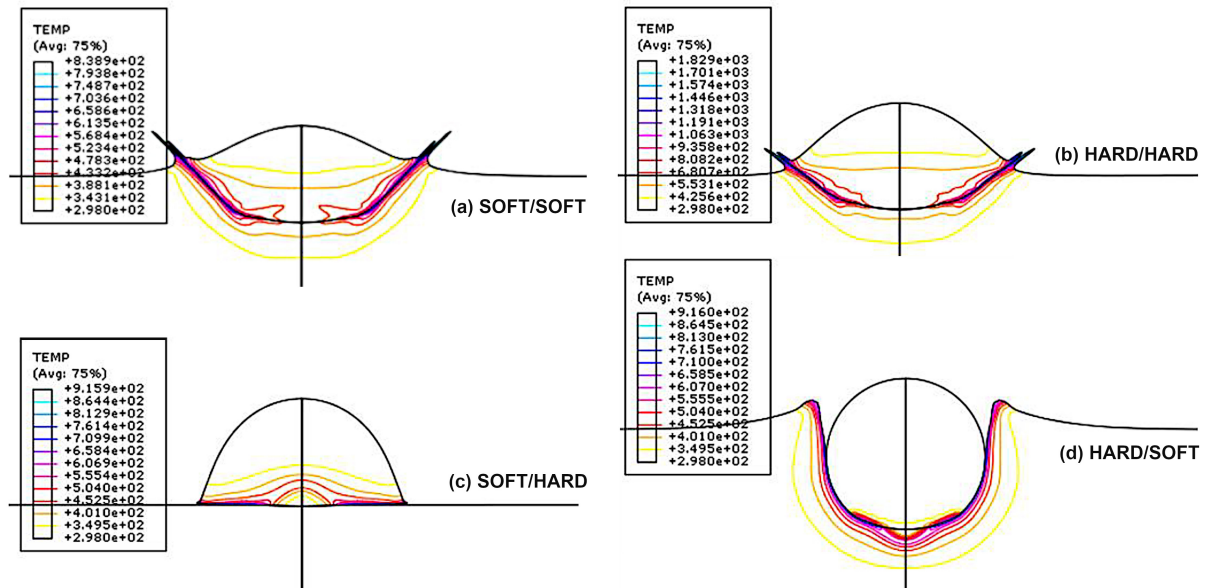 TEMP
(Avg: 75%)
+8.389e+02
+7.938e+02
+7.487e+02
+7.036e+02
+6.586e+02
+6.135e+02
+5.684e+02
+5.234e+02
+4.783e+02
+4.332e+02
+3.881e+02
+3.431e+02
+2.980e+02
(a) SOFT/SOFT
TEMP
(Avg: 75%)
+1.829e+03
+1.701e+03
+1.574e+03
+1.446e+03
+1.318e+03
+1.191e+03
+1.063e+03
+9.358e+02
+8.082e+02
+6.807e+02
+5.531e+02
+4.256e+02
+2.980e+02
(b) HARD/HARD
TEMP
(Avg: 75%)
+9.159e+02
+8.644e+02
+8.129e+02
+7.614e+02
+7.099e+02
+6.584e+02
+6.069e+02
+5.554e+02
+5.040e+02
+4.525e+02
+4.010e+02
+3.495e+02
+2.980e+02
(c) SOFT/HARD
TEMP
(Avg: 75%)
+9.160e+02
+8.645e+02
+8.130e+02
+7.615e+02
+7.100e+02
+6.585e+02
+6.070e+02
+5.555e+02
+5.040e+02
+4.525e+02
+4.010e+02
+3.495e+02
+2.980e+02
(d) HARD/SOFT